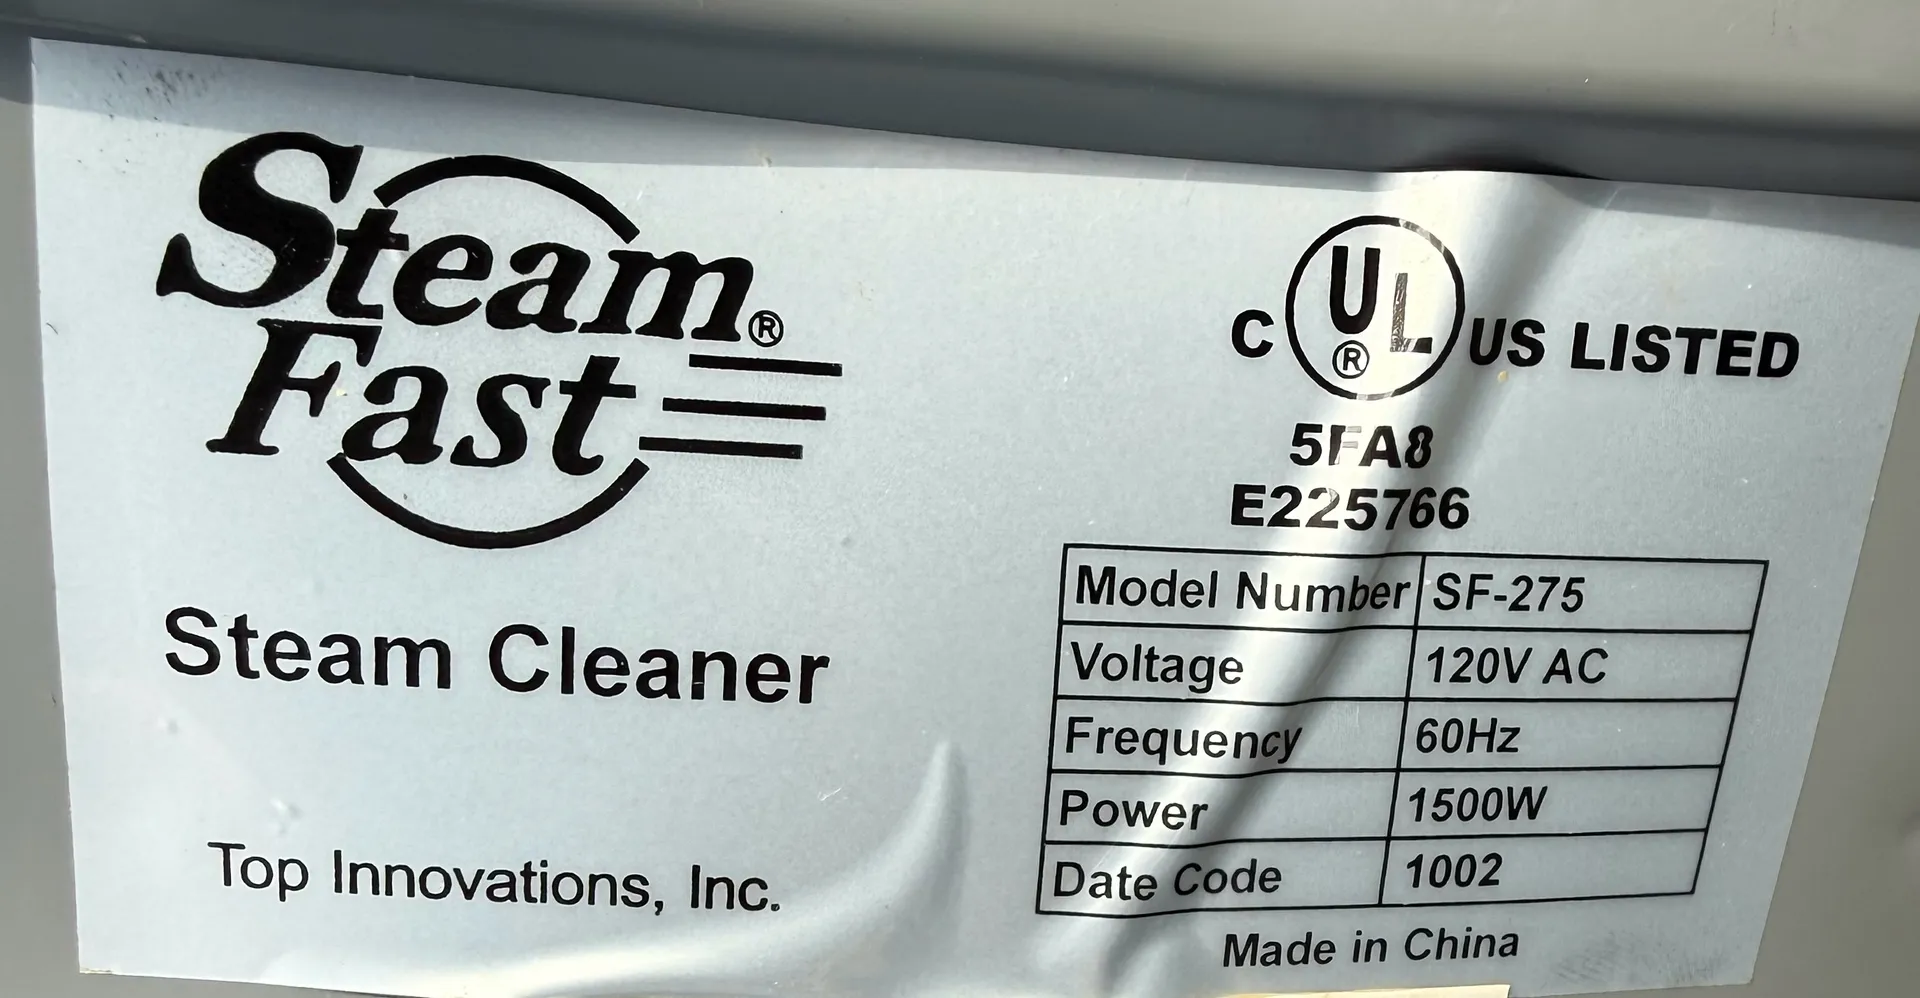 Steam®
Fast
Steam Cleaner
Top Innovations, Inc.
C UL® US LISTED
5FA8
E225766
Model Number SF-275
Voltage 120V AC
Frequency 60Hz
Power 1500W
Date Code 1002
Made in China